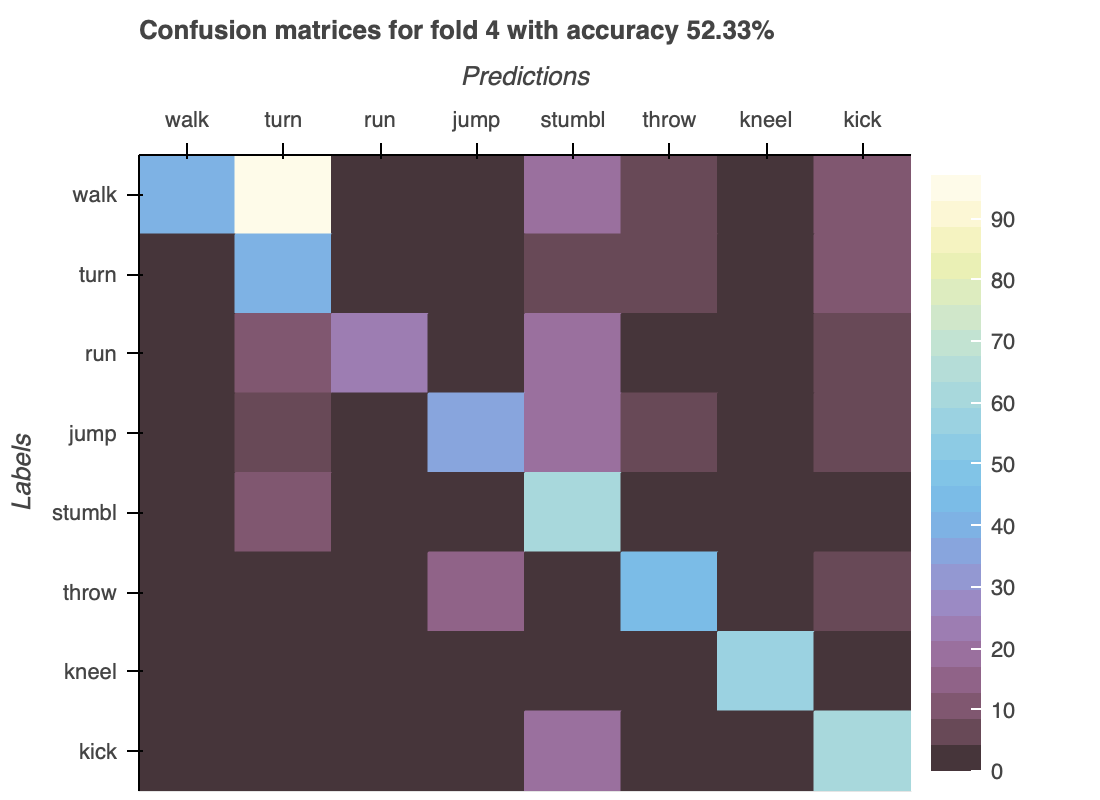 Confusion matrices for fold 4 with accuracy 52.33%
Predictions
walk turn run jump stumbl throw kneel kick
walk
turn
run
jump
stumbl
throw
kneel
kick
Labels
90
80
70
60
50
40
30
20
10
0